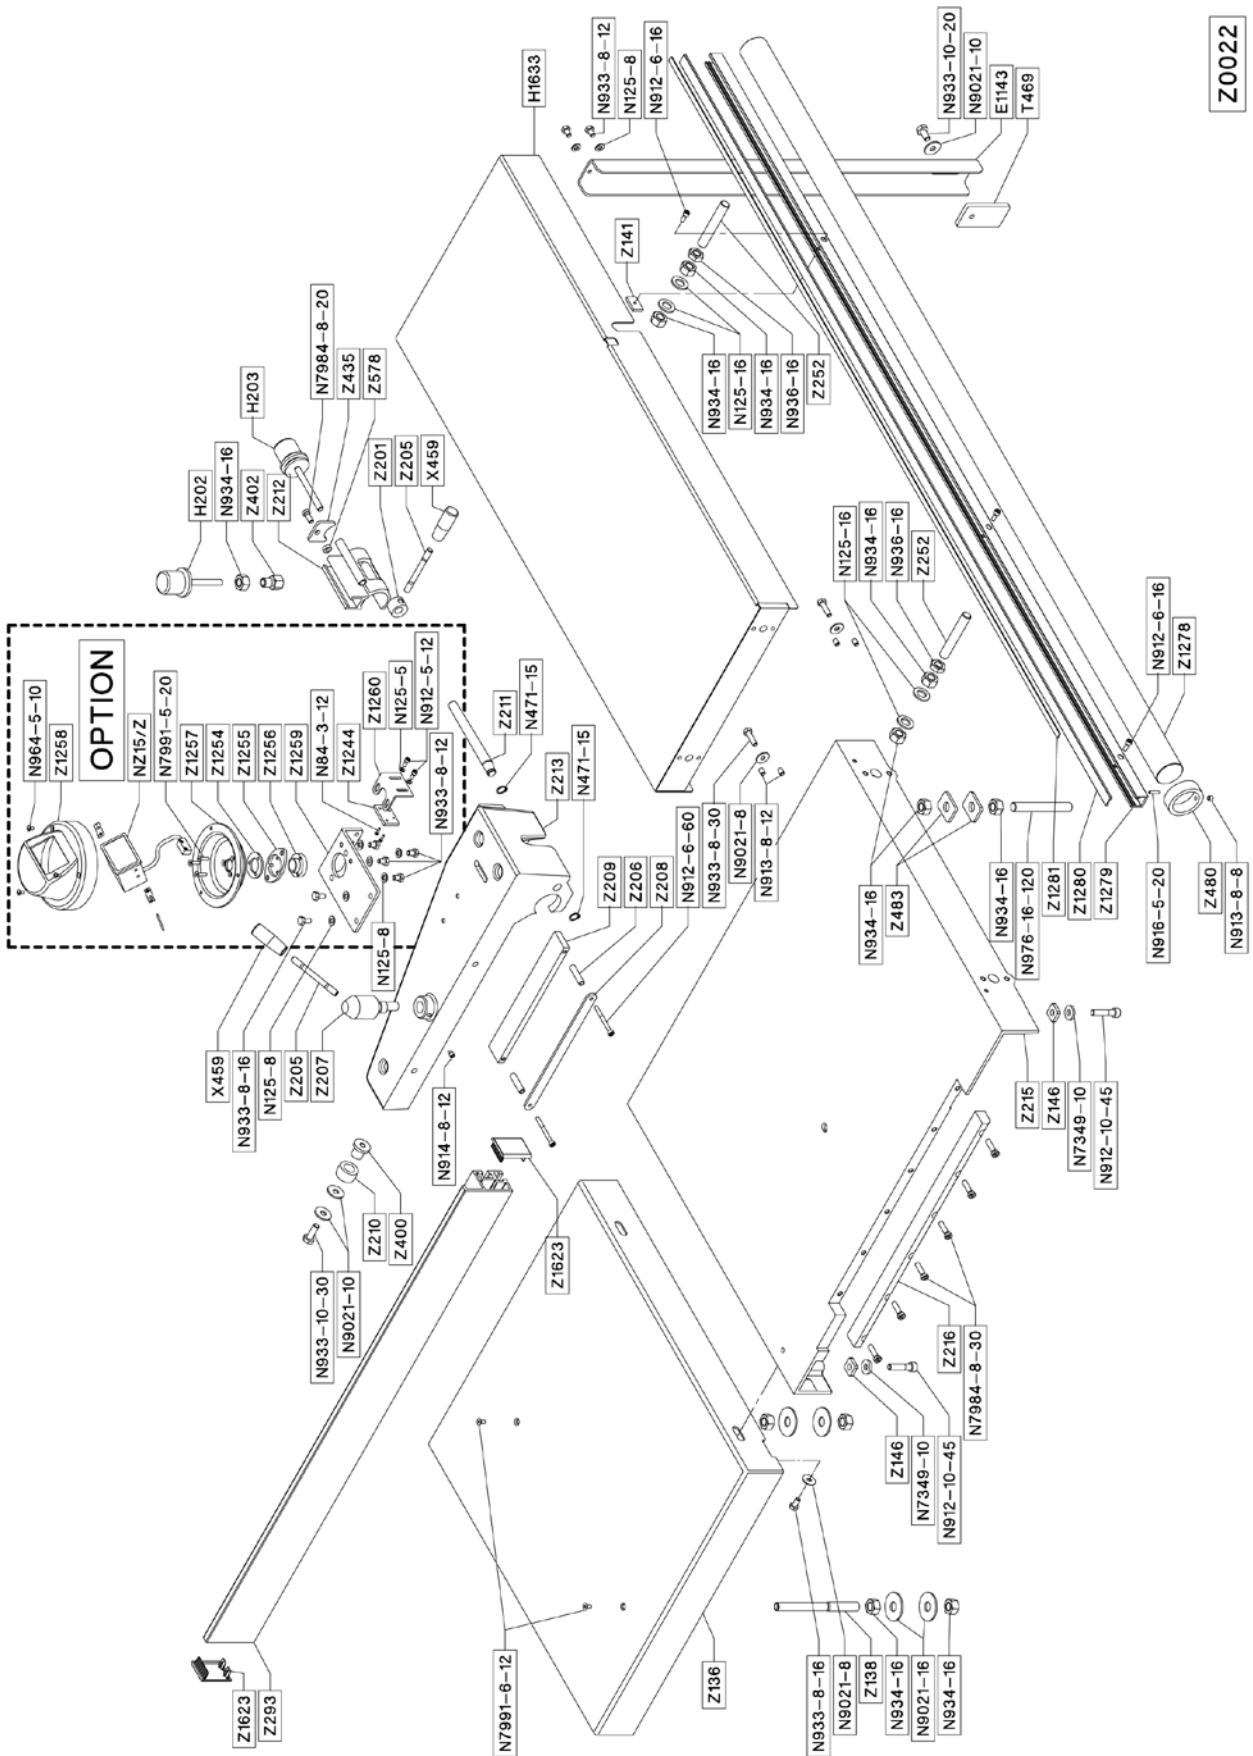 Z0022
H1633
N933-8-12
N125-8
N912-6-16
N933-10-20
N9021-10
E1143
T469
Z141
N934-16
N125-16
N934-16
N936-16
Z252
H203
N7984-8-20
Z435
Z578
H202
N934-16
Z402
Z212
Z201
Z205
X459
OPTION
N964-5-10
Z1258
NZ15/Z
N7991-5-20
Z1257
Z1254
Z1255
Z1256
Z1259
N84-3-12
Z1244
Z1260
N125-5
N912-5-12
N933-8-12
N125-8
Z211
N471-15
Z213
N471-15
Z209
Z206
Z208
N912-6-60
N933-8-30
N9021-8
N913-8-12
X459
N933-8-16
N125-8
Z205
Z207
N914-8-12
N125-16
N934-16
N936-16
Z252
N934-16
Z483
N934-16
N976-16-120
Z1281
Z1280
Z1279
N912-6-16
Z1278
N916-5-20
Z480
N913-8-8
Z215
Z146
N7349-10
N912-10-45
Z216
N7984-8-30
Z146
N7349-10
N912-10-45
N933-10-30
N9021-10
Z210
Z400
Z1623
Z1623
Z293
N7991-6-12
Z136
N933-8-16
N9021-8
Z138
N934-16
N9021-16
N934-16